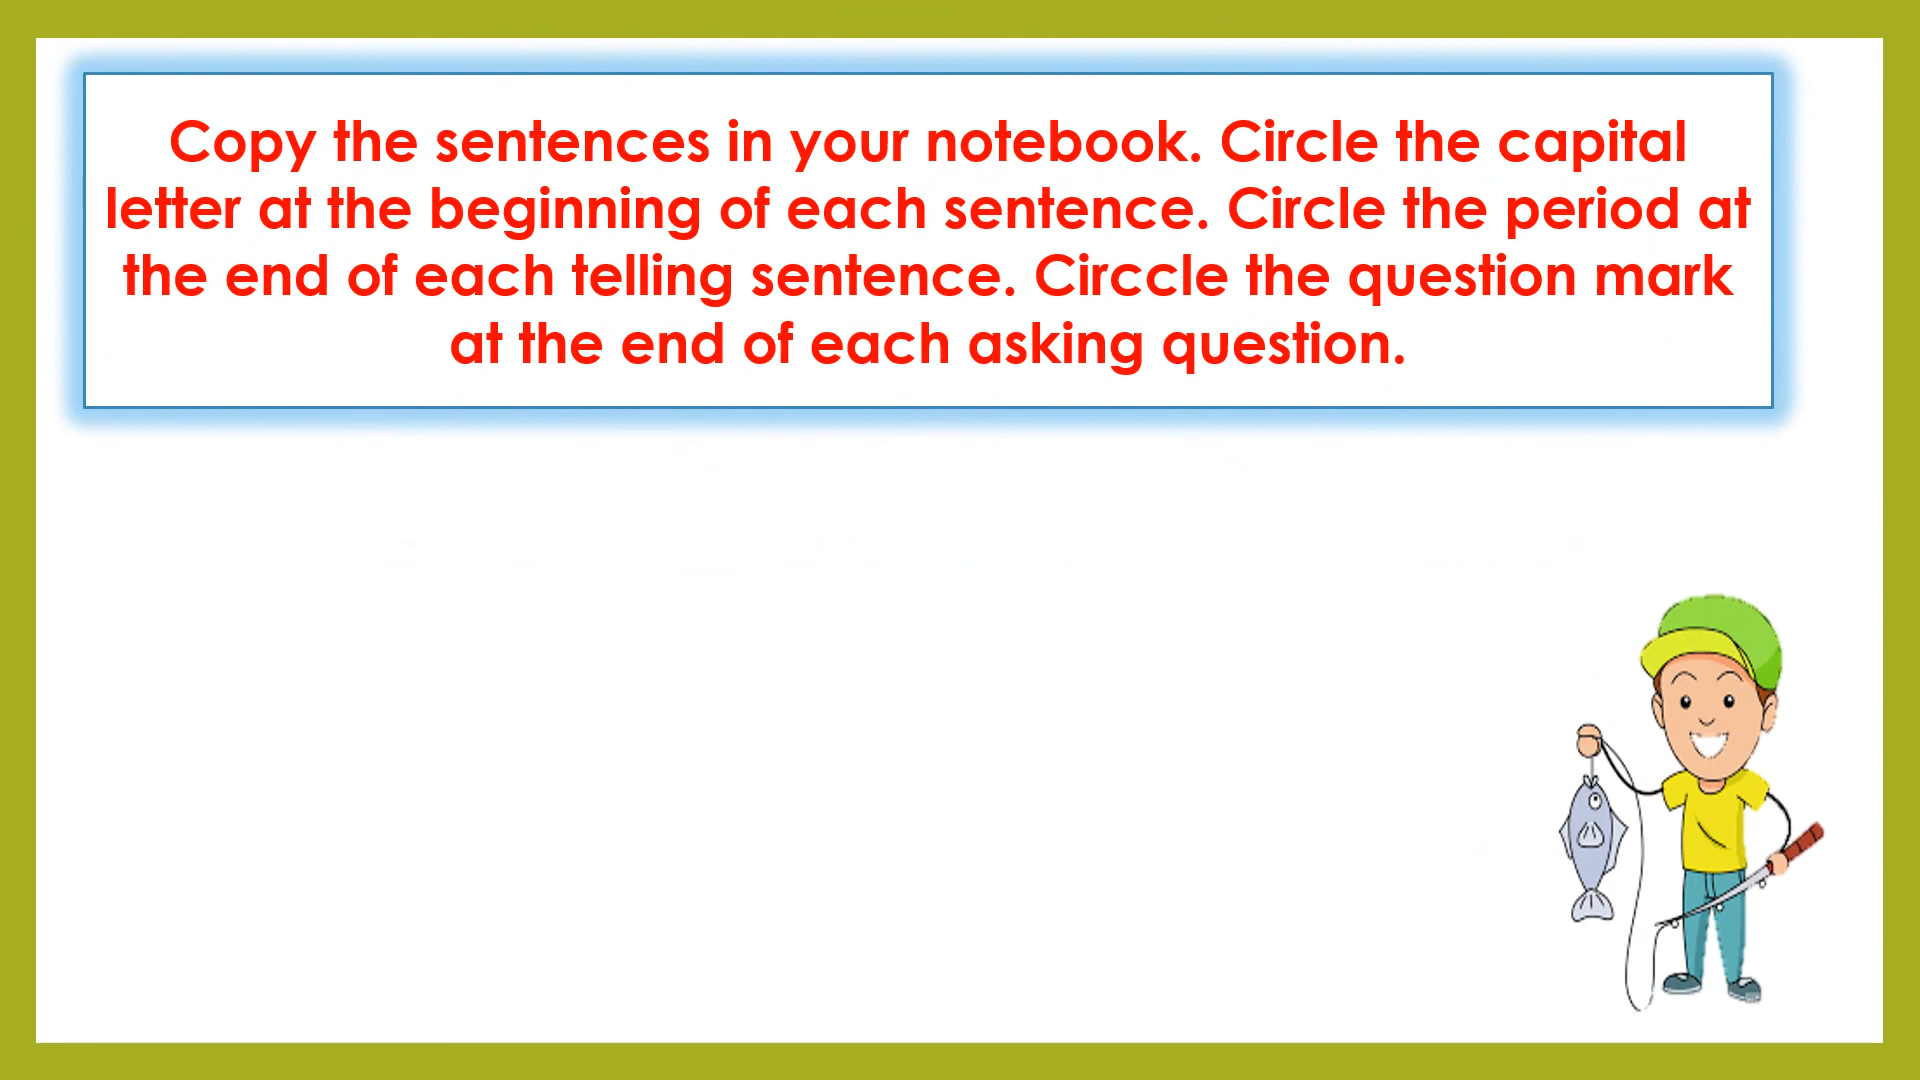 Copy the sentences in your notebook. Circle the capital
letter at the beginning of each sentence. Circle the period at
the end of each telling sentence. Circcle the question mark
at the end of each asking question.